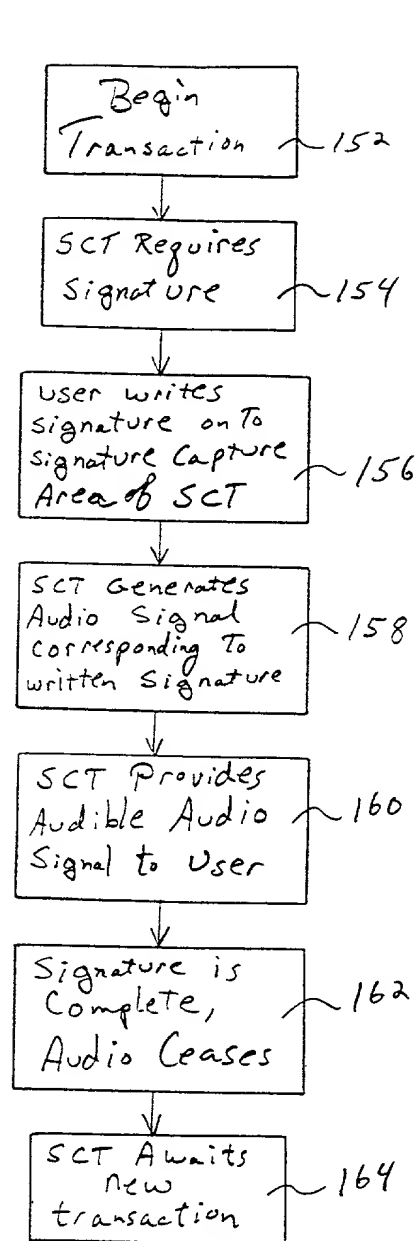 Begin
Transaction 152
SCT Requires
Signature 154
User writes
signature on To
signature Capture 156
Area of SCT
SCT Generates
Audio Signal 158
corresponding To
written Signature
SCT Provides
Audible Audio 160
Signal to User
Signature is
Complete, 162
Audio Ceases
SCT Awaits
new 164
transaction